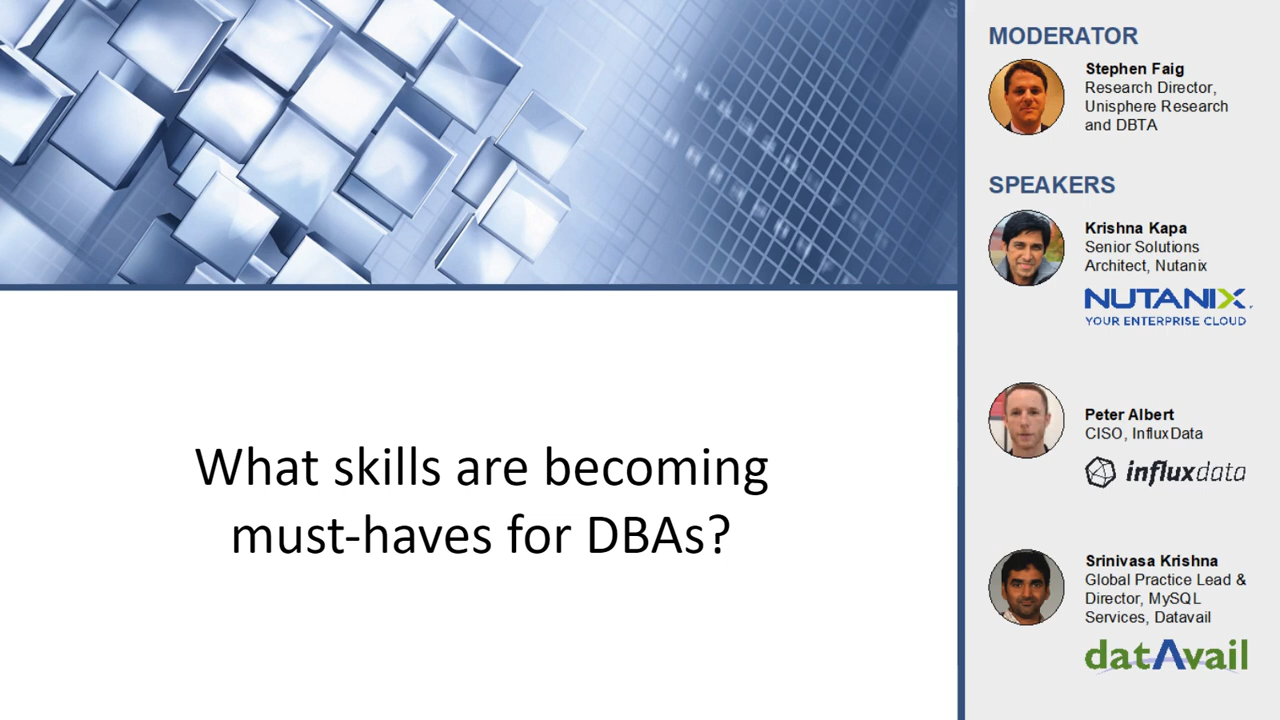 What skills are becoming
must-haves for DBAs?
MODERATOR
Stephen Faig
Research Director,
Unisphere Research
and DBTA
SPEAKERS
Krishna Kapa
Senior Solutions
Architect, Nutanix
NUTANIX
YOUR ENTERPRISE CLOUD
Peter Albert
CISO, InfluxData
influxdata
Srinivasa Krishna
Global Practice Lead &
Director, MySQL
Services, Datavail
datAvail